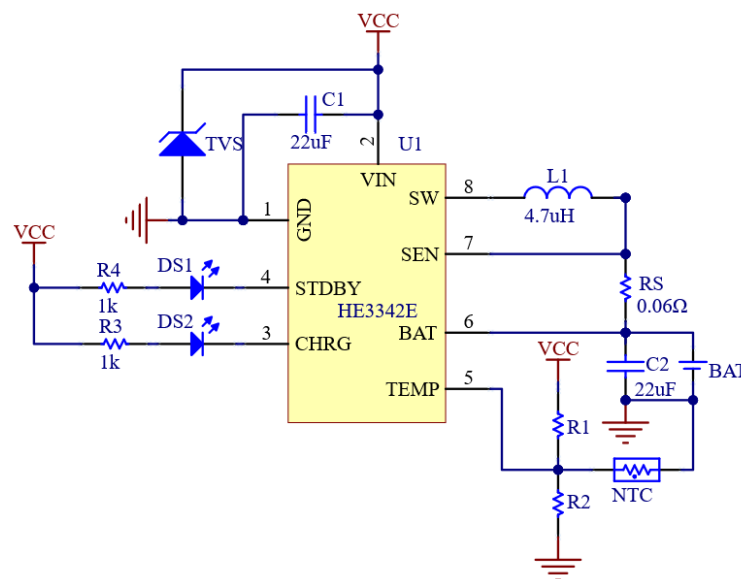 VCC
C1
TVS
22uF
2
U1
VIN
L1
8
SW
4.7uH
1
GND
VCC
7
SEN
R4
DS1
4
STDBY
RS
0.06Ω
1k
HE3342E
R3
DS2
3
CHRG
6
BAT
1k
VCC
C2
BAT
22uF
5
TEMP
R1
R2
NTC